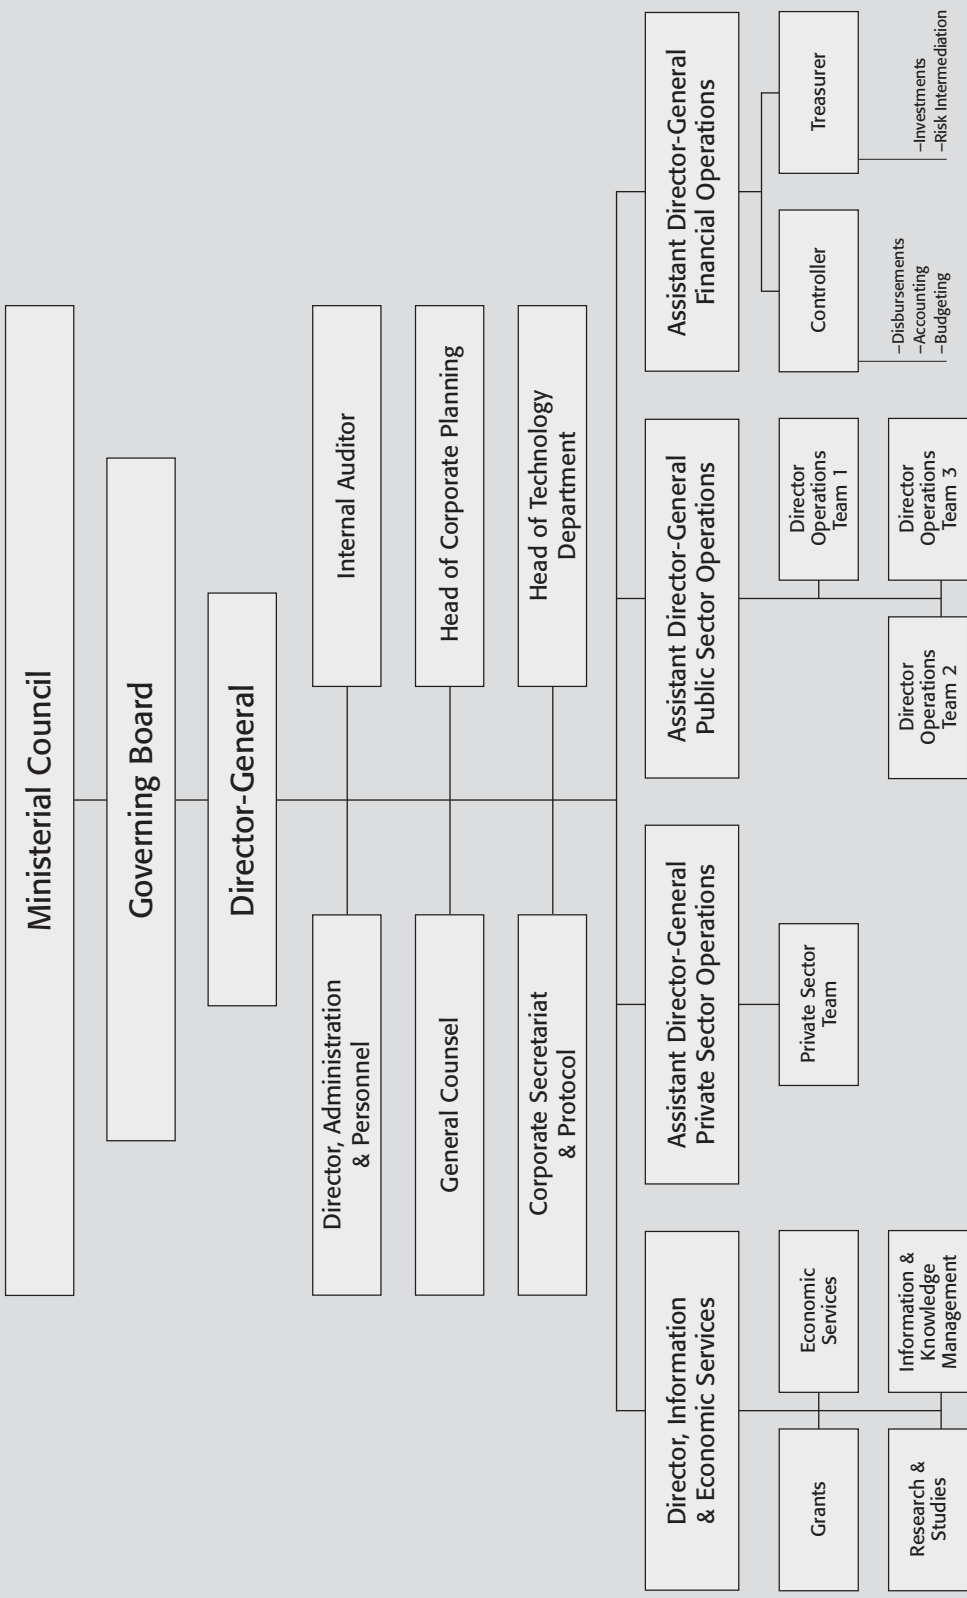 Ministerial Council
Governing Board
Director-General
Director, Administration
& Personnel
Internal Auditor
General Counsel
Head of Corporate Planning
Corporate Secretariat
& Protocol
Head of Technology
Department
Director, Information
& Economic Services
Assistant Director-General
Private Sector Operations
Assistant Director-General
Public Sector Operations
Assistant Director-General
Financial Operations
Grants
Economic
Services
Research &
Studies
Information &
Knowledge
Management
Private Sector
Team
Director
Operations
Team 1
Director
Operations
Team 2
Director
Operations
Team 3
Controller
–Disbursements
–Accounting
–Budgeting
Treasurer
–Investments
–Risk Intermediation